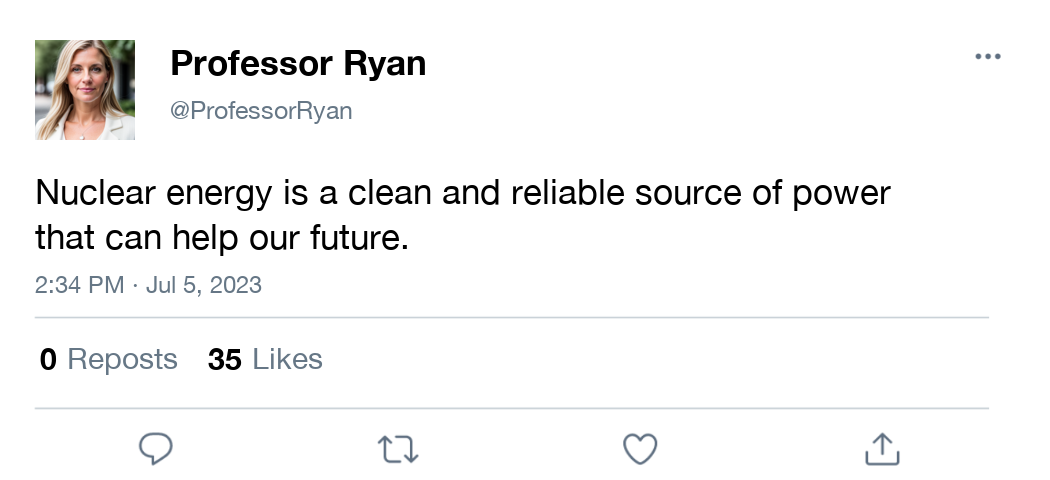 Professor Ryan
@ProfessorRyan
Nuclear energy is a clean and reliable source of power
that can help our future.
2:34 PM · Jul 5, 2023
0 Reposts 35 Likes